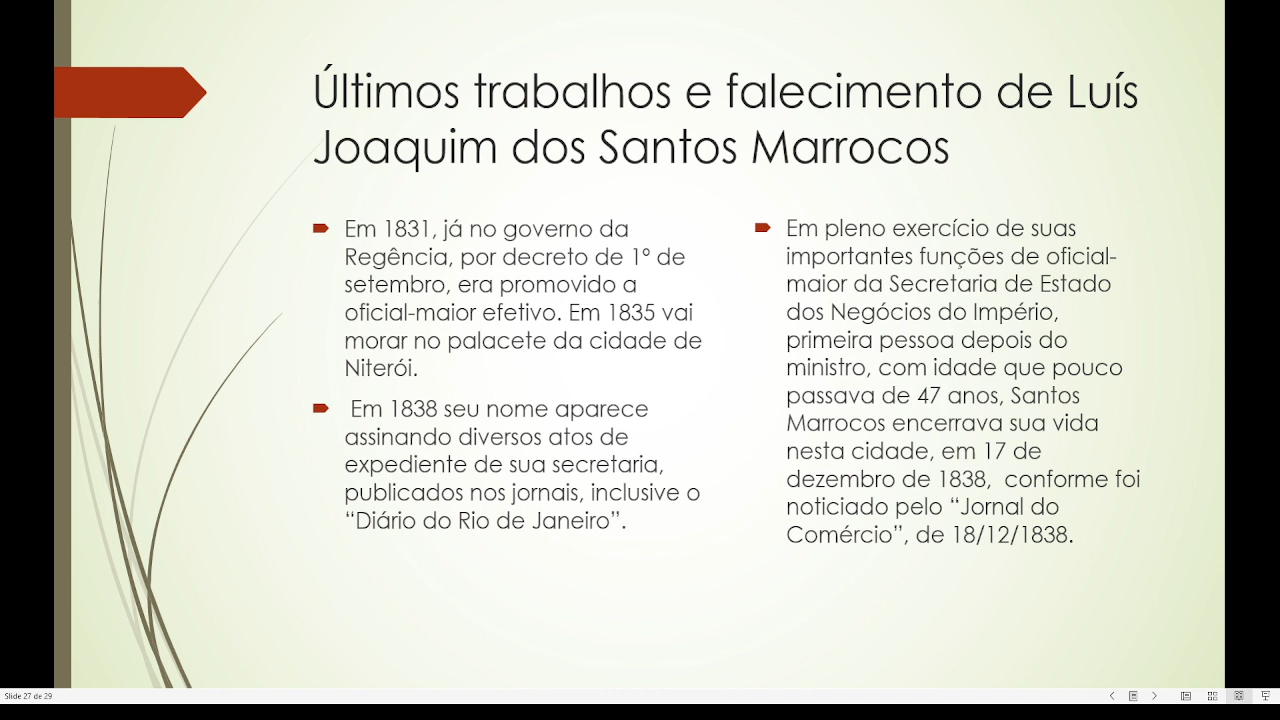 Últimos trabalhos e falecimento de Luís
Joaquim dos Santos Marrocos
Em 1831, já no governo da
Regência, por decreto de 1º de
setembro, era promovido a
oficial-maior efetivo. Em 1835 vai
morar no palacete da cidade de
Niterói.
Em 1838 seu nome aparece
assinando diversos atos de
expediente de sua secretaria,
publicados nos jornais, inclusive o
“Diário do Rio de Janeiro”.
Em pleno exercício de suas
importantes funções de oficial-
maior da Secretaria de Estado
dos Negócios do Império,
primeira pessoa depois do
ministro, com idade que pouco
passava de 47 anos, Santos
Marrocos encerrava sua vida
nesta cidade, em 17 de
dezembro de 1838,  conforme foi
noticiado pelo “Jornal do
Comércio”, de 18/12/1838.
Slide 27 de 29